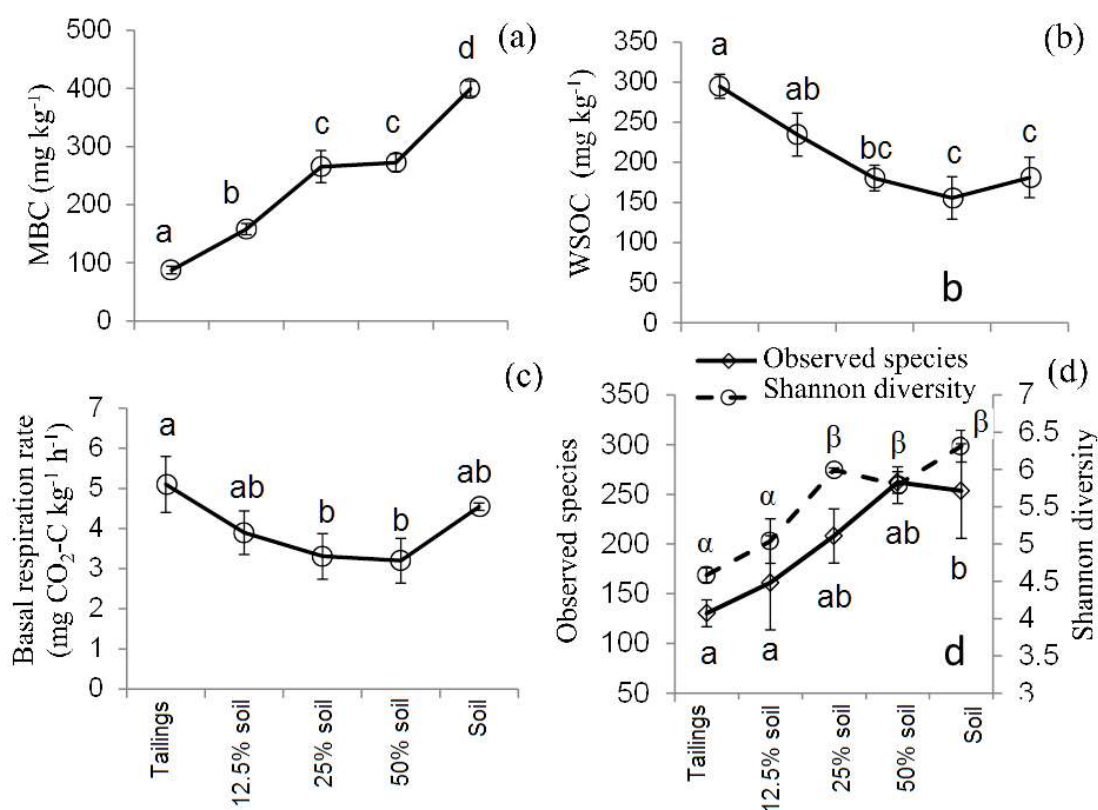 (a)
MBC (mg kg⁻¹)
500
400
300
200
100
0
a
b
c
c
d
(b)
WSOC (mg kg⁻¹)
350
300
250
200
150
100
50
0
a
ab
bc
c
c
b
(c)
Basal respiration rate
(mg CO₂-C kg⁻¹ h⁻¹)
7
6
5
4
3
2
1
0
a
ab
b
b
ab
Tailings
12.5% soil
25% soil
50% soil
Soil
Observed species
Shannon diversity
(d)
Observed species
350
300
250
200
150
100
50
α
α
β
β
β
a
a
ab
ab
b
d
7
6.5
6
5.5
5
4.5
4
3.5
3
Shannon diversity
Tailings
12.5% soil
25% soil
50% soil
Soil